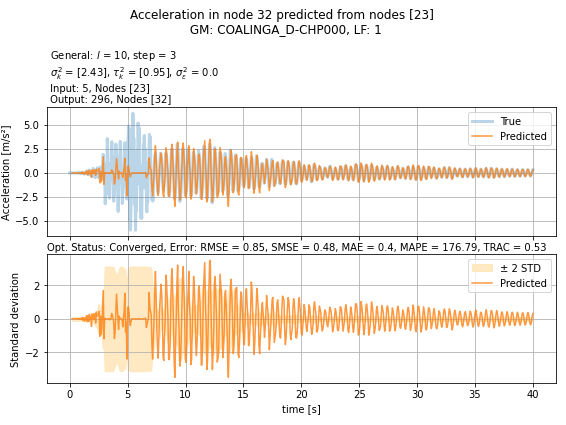 Acceleration in node 32 predicted from nodes [23]
GM: COALINGA_D-CHP000, LF: 1
General: l = 10, step = 3
σ²ₖ = [2.43], τ²ₖ = [0.95], σ²ε = 0.0
Input: 5, Nodes [23]
Output: 296, Nodes [32]
Acceleration [m/s²]
5.0
2.5
0.0
−2.5
−5.0
True
Predicted
Opt. Status: Converged, Error: RMSE = 0.85, SMSE = 0.48, MAE = 0.4, MAPE = 176.79, TRAC = 0.53
Standard deviation
2
0
−2
± 2 STD
Predicted
0 5 10 15 20 25 30 35 40
time [s]